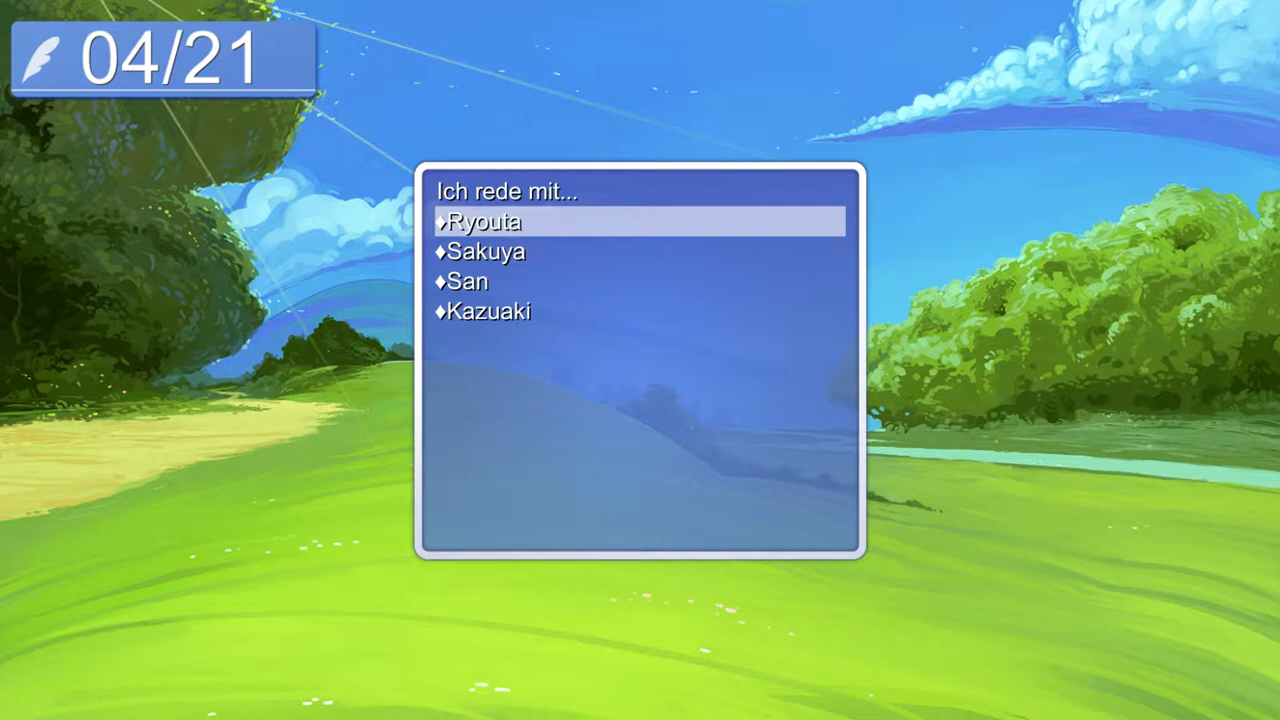 04/21
Ich rede mit...
♦Ryouta
♦Sakuya
♦San
♦Kazuaki